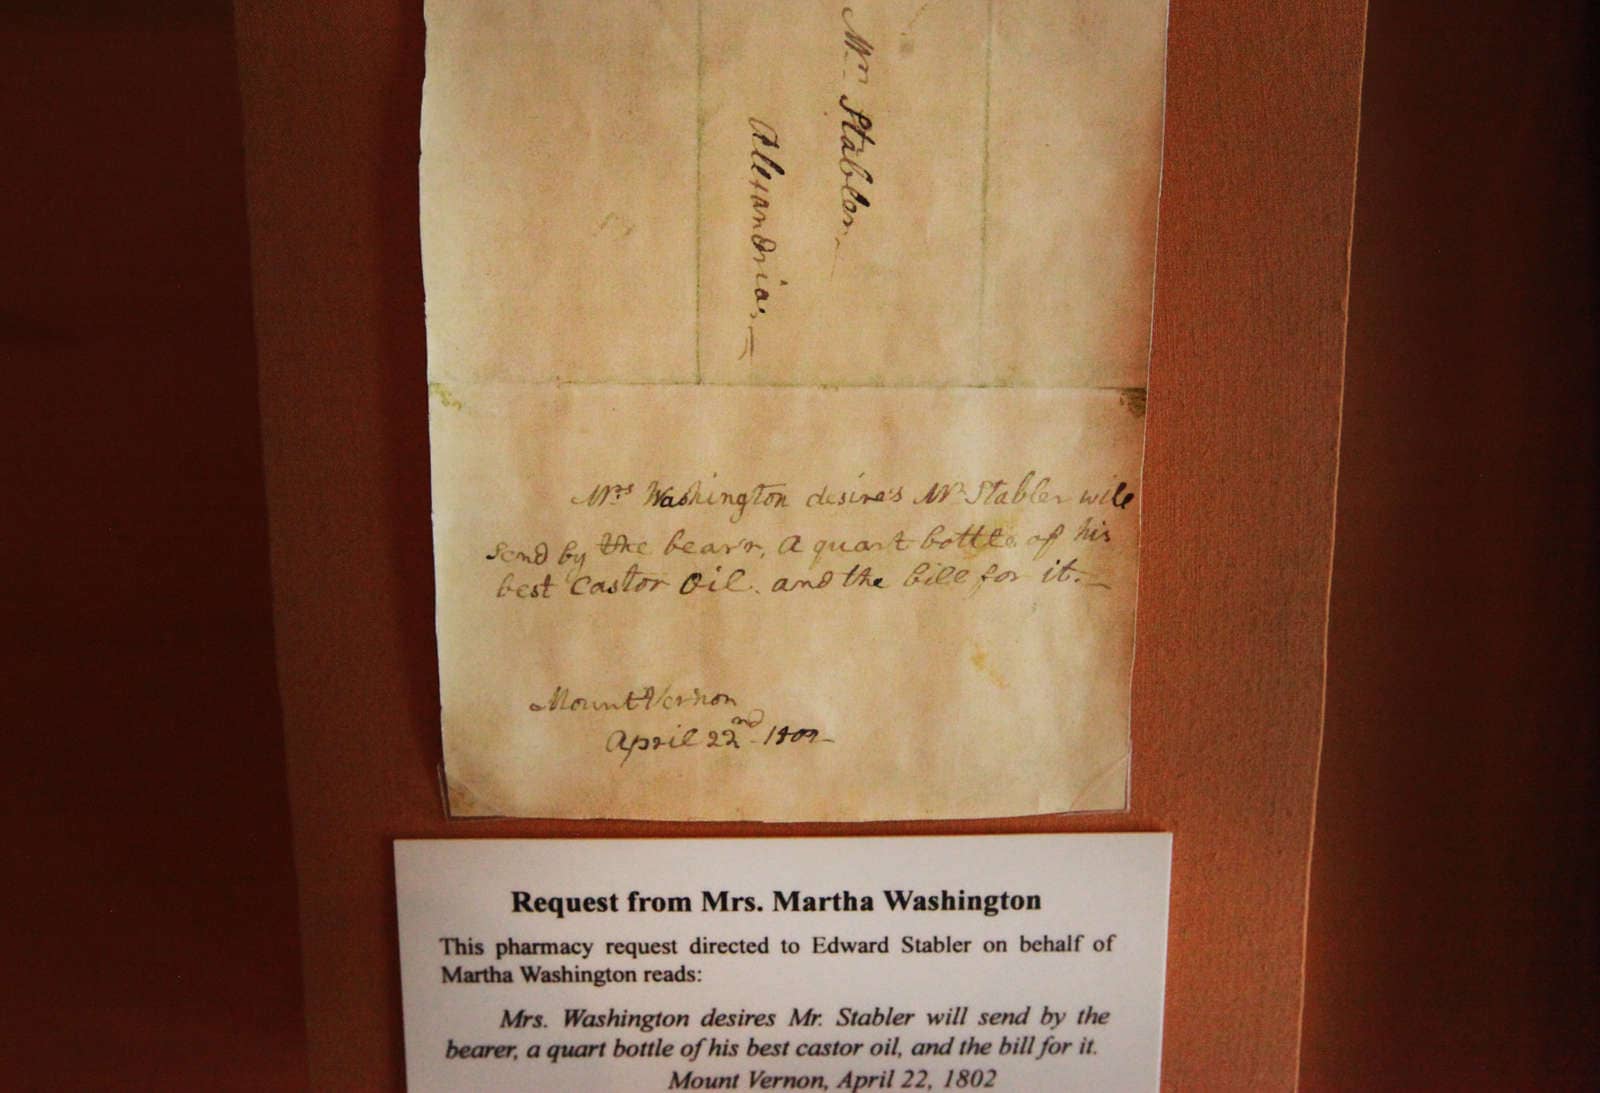 Mr Stabler
Alexandria
Mrs Washington desires Mr Stabler will
send by the bearr, a quart bottle of his
best Castor Oil. and the bill for it.
Mount Vernon
April 22nd 1802
Request from Mrs. Martha Washington
This pharmacy request directed to Edward Stabler on behalf of
Martha Washington reads:
Mrs. Washington desires Mr. Stabler will send by the
bearer, a quart bottle of his best castor oil, and the bill for it.
Mount Vernon, April 22, 1802